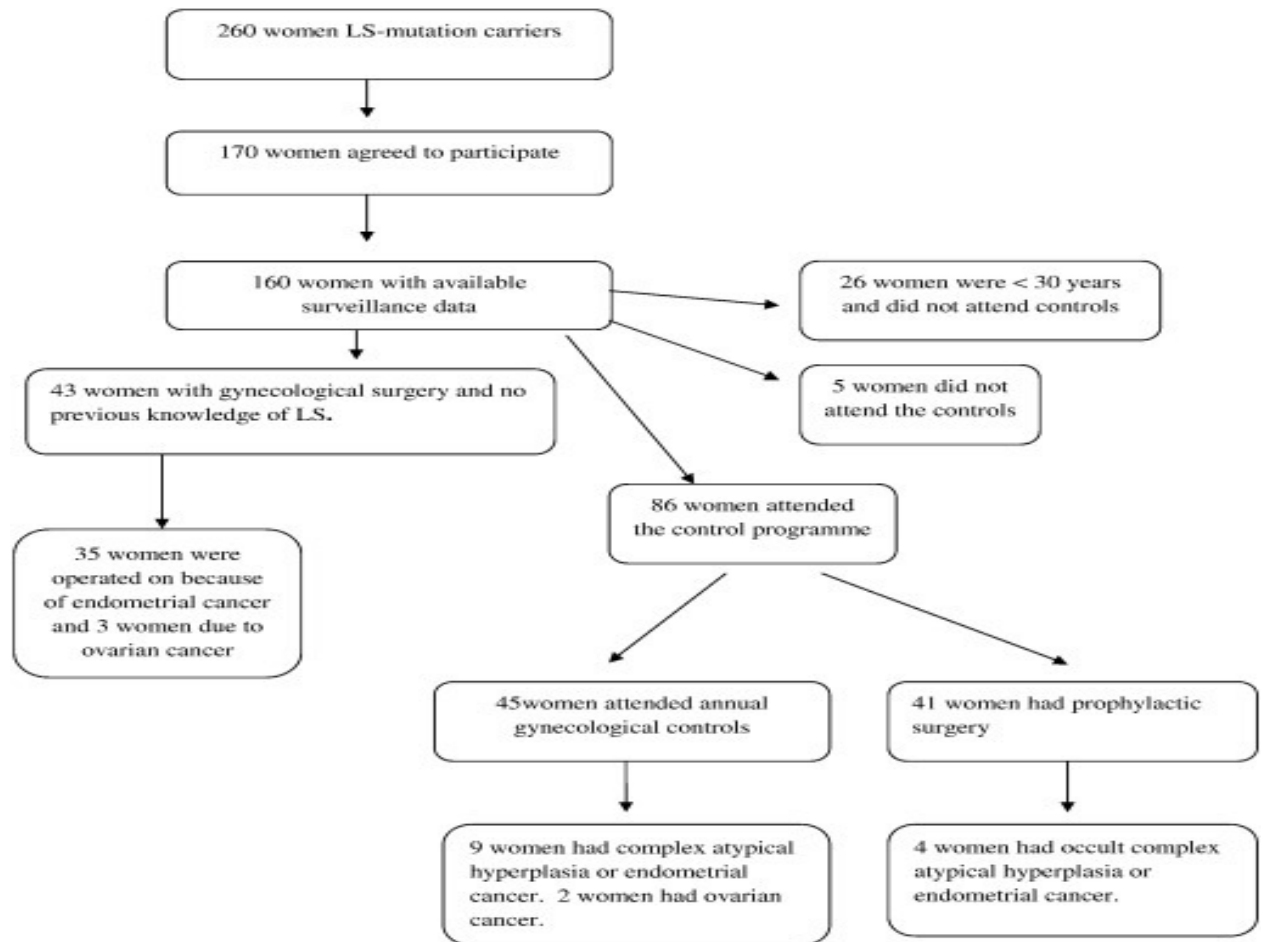 260 women LS-mutation carriers
170 women agreed to participate
160 women with available
surveillance data
26 women were < 30 years
and did not attend controls
43 women with gynecological surgery and no
previous knowledge of LS.
5 women did not
attend the controls
86 women attended
the control programme
35 women were
operated on because
of endometrial cancer
and 3 women due to
ovarian cancer
45women attended annual
gynecological controls
41 women had prophylactic
surgery
9 women had complex atypical
hyperplasia or endometrial
cancer.  2 women had ovarian
cancer.
4 women had occult complex
atypical hyperplasia or
endometrial cancer.